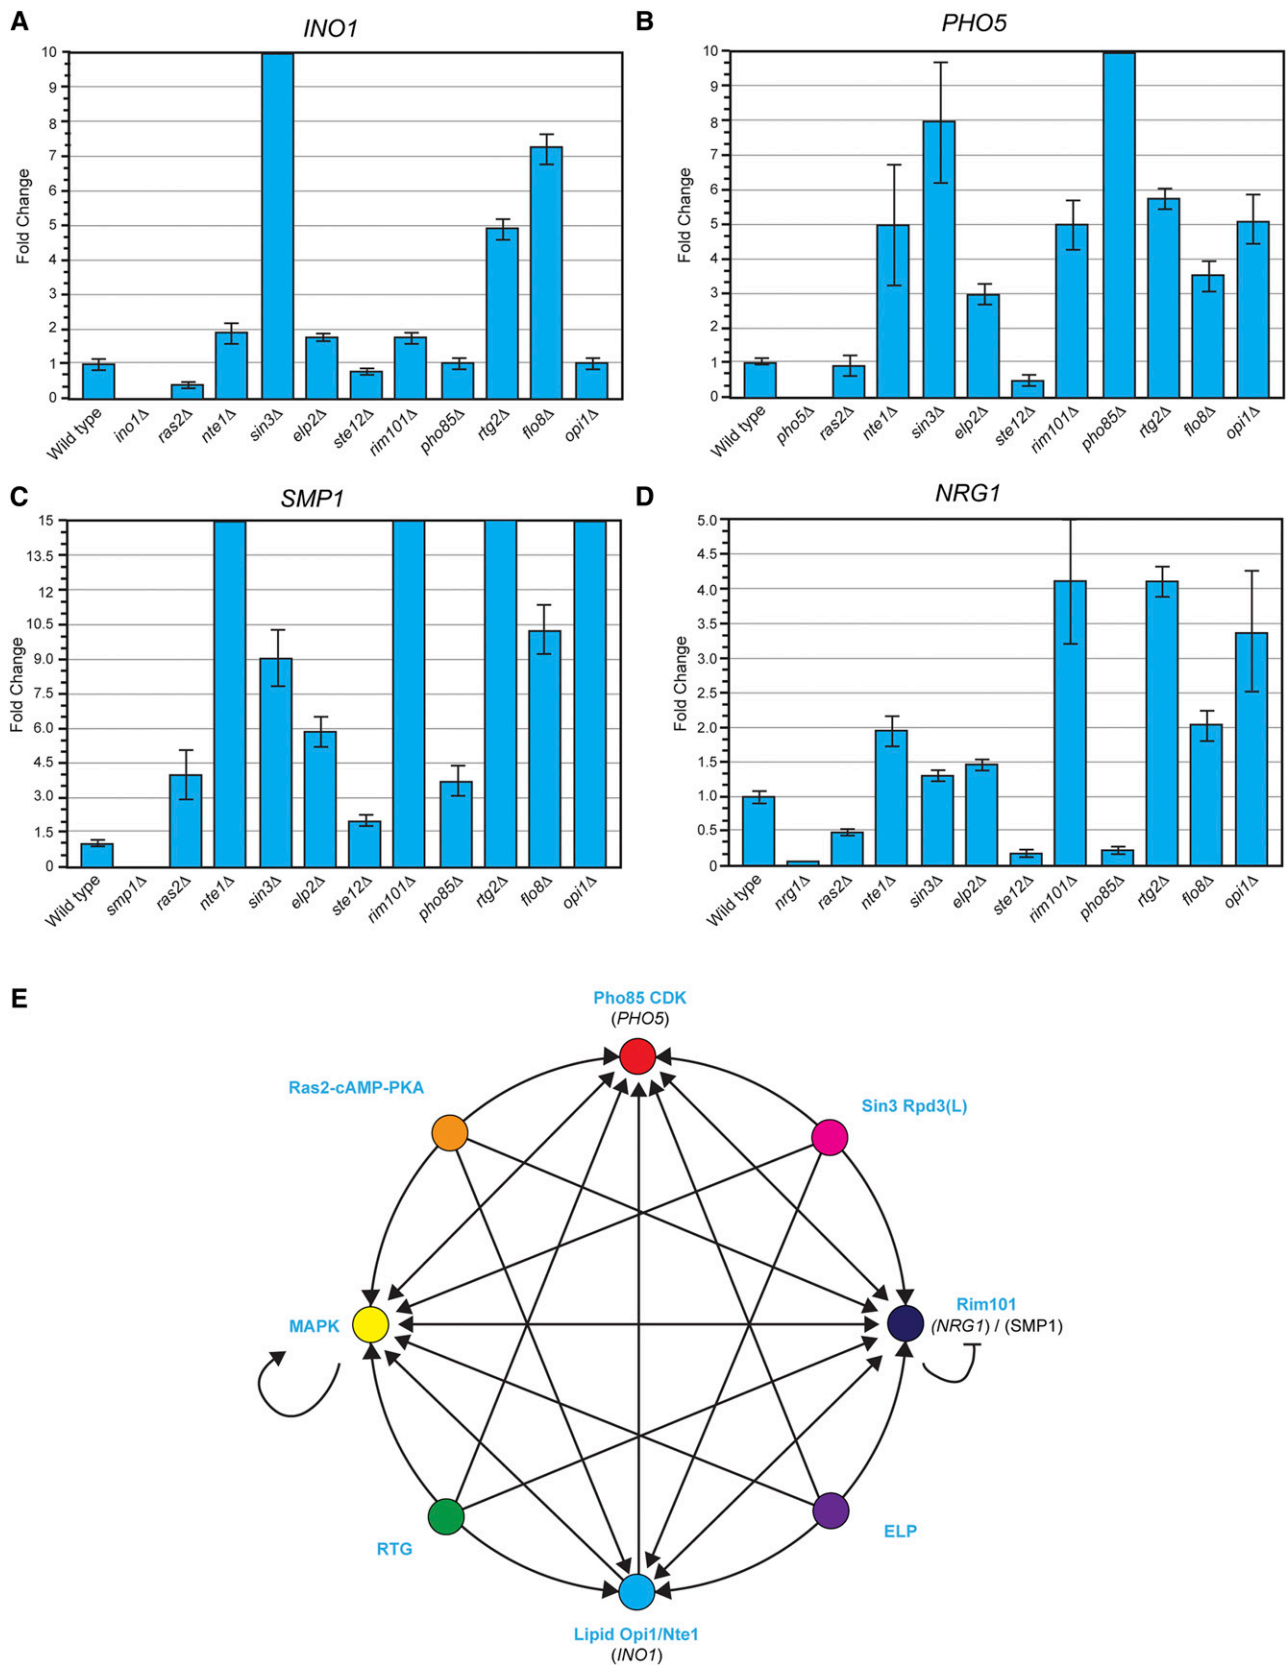 A
INO1
Fold Change
10
9
8
7
6
5
4
3
2
1
0
Wild type
ino1Δ
ras2Δ
nte1Δ
sin3Δ
elp2Δ
ste12Δ
rim101Δ
pho85Δ
rtg2Δ
flo8Δ
opi1Δ
B
PHO5
Fold Change
10
9
8
7
6
5
4
3
2
1
0
Wild type
pho5Δ
ras2Δ
nte1Δ
sin3Δ
elp2Δ
ste12Δ
rim101Δ
pho85Δ
rtg2Δ
flo8Δ
opi1Δ
C
SMP1
Fold Change
15
13.5
12
10.5
9.0
7.5
6.0
4.5
3.0
1.5
0
Wild type
smp1Δ
ras2Δ
nte1Δ
sin3Δ
elp2Δ
ste12Δ
rim101Δ
pho85Δ
rtg2Δ
flo8Δ
opi1Δ
D
NRG1
Fold Change
5.0
4.5
4.0
3.5
3.0
2.5
2.0
1.5
1.0
0.5
0
Wild type
nrg1Δ
ras2Δ
nte1Δ
sin3Δ
elp2Δ
ste12Δ
rim101Δ
pho85Δ
rtg2Δ
flo8Δ
opi1Δ
E
Pho85 CDK
(PHO5)
Ras2-cAMP-PKA
Sin3 Rpd3(L)
MAPK
Rim101
(NRG1) / (SMP1)
RTG
ELP
Lipid Opi1/Nte1
(INO1)